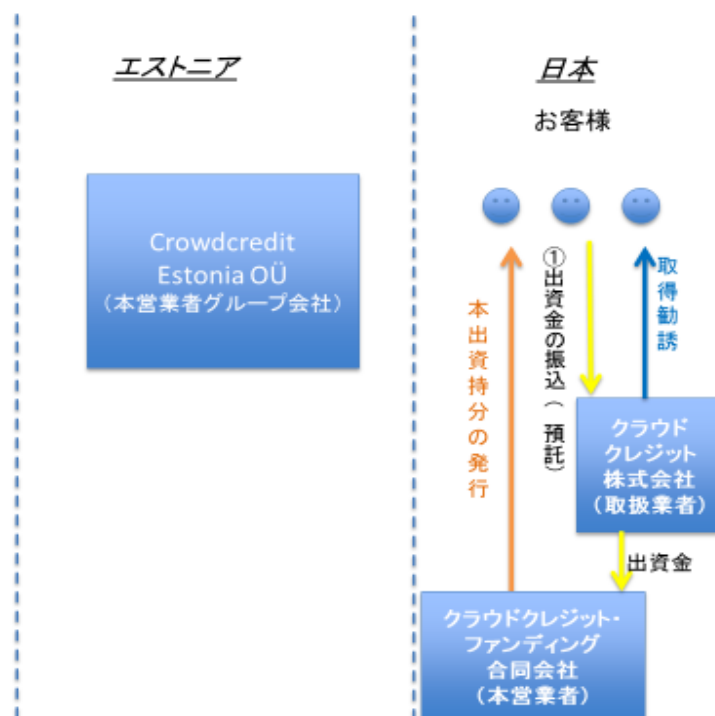 エストニア
Crowdcredit
Estonia OÜ
（本営業者グループ会社）
日本
お客様
本出資持分の発行
①出資金の振込（預託）
取得勧誘
クラウド
クレジット
株式会社
（取扱業者）
出資金
クラウドクレジット・
ファンディング
合同会社
（本営業者）